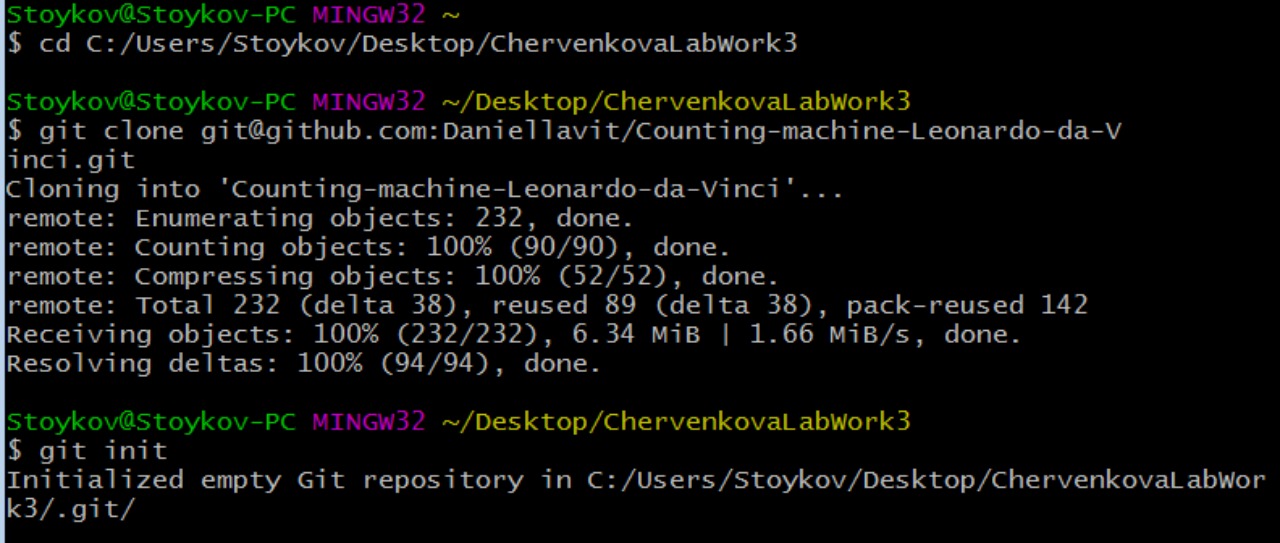 Stoykov@Stoykov-PC MINGW32 ~
$ cd C:/Users/Stoykov/Desktop/ChervenkovaLabWork3
Stoykov@Stoykov-PC MINGW32 ~/Desktop/ChervenkovaLabWork3
$ git clone git@github.com:Daniellavit/Counting-machine-Leonardo-da-V
inci.git
Cloning into 'Counting-machine-Leonardo-da-Vinci'...
remote: Enumerating objects: 232, done.
remote: Counting objects: 100% (90/90), done.
remote: Compressing objects: 100% (52/52), done.
remote: Total 232 (delta 38), reused 89 (delta 38), pack-reused 142
Receiving objects: 100% (232/232), 6.34 MiB | 1.66 MiB/s, done.
Resolving deltas: 100% (94/94), done.
Stoykov@Stoykov-PC MINGW32 ~/Desktop/ChervenkovaLabWork3
$ git init
Initialized empty Git repository in C:/Users/Stoykov/Desktop/ChervenkovaLabWor
k3/.git/